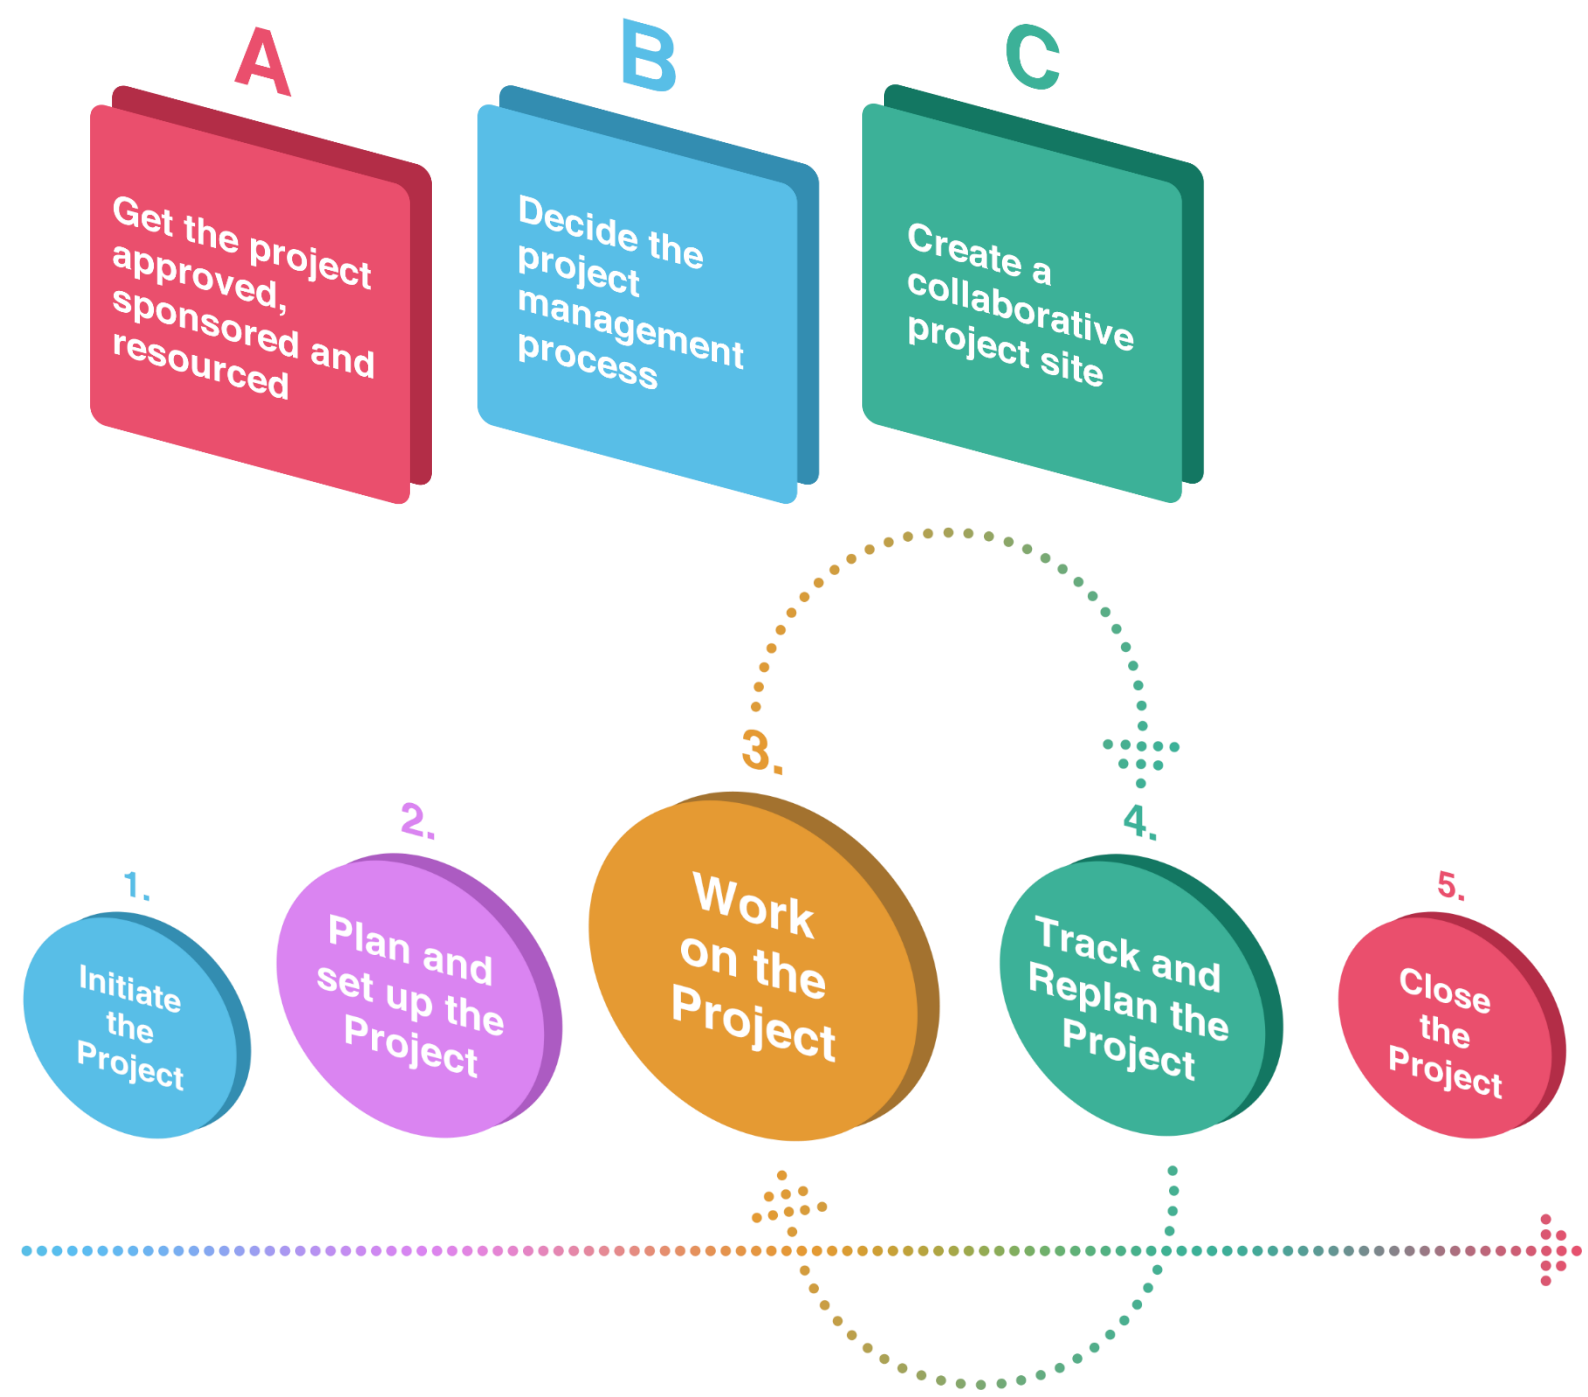 A
Get the project
approved,
sponsored and
resourced
B
Decide the
project
management
process
C
Create a
collaborative
project site
1.
Initiate
the
Project
2.
Plan and
set up the
Project
3.
Work
on the
Project
4.
Track and
Replan the
Project
5.
Close
the
Project